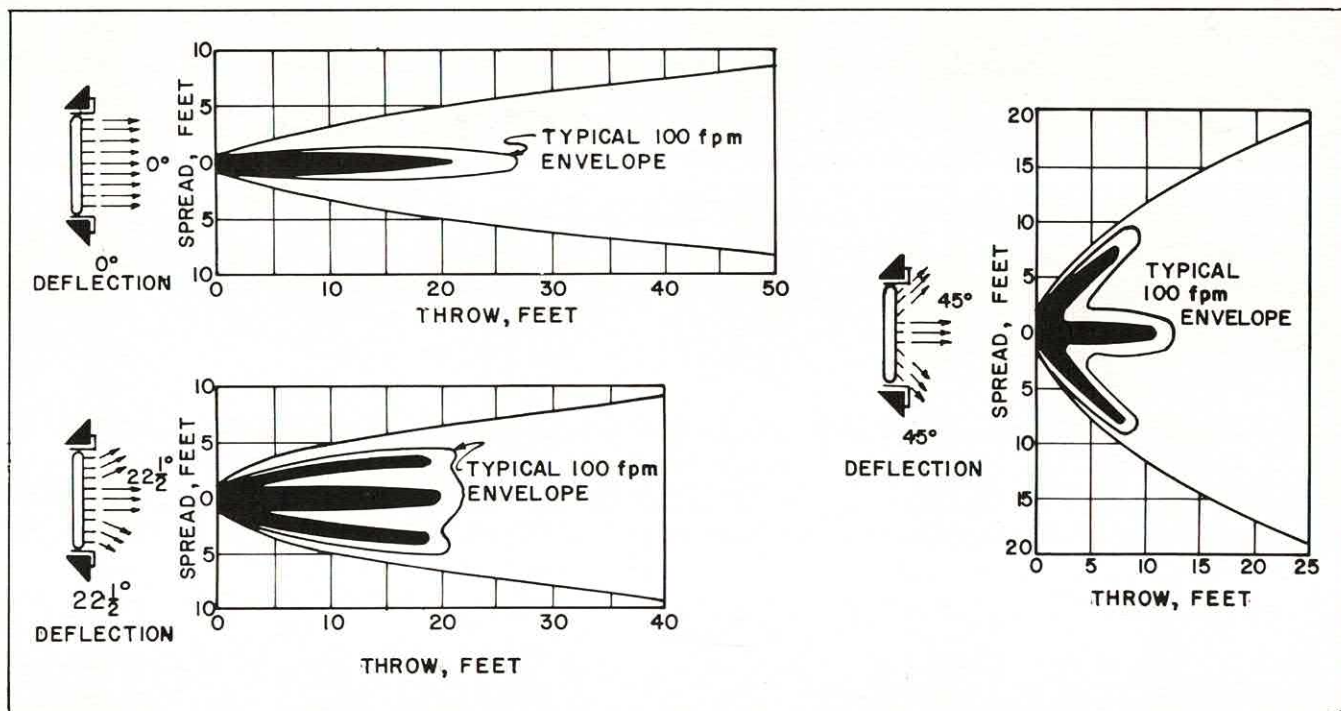 10
5
0
5
10
SPREAD, FEET
0°
0°
DEFLECTION
TYPICAL 100 fpm
ENVELOPE
0 10 20 30 40 50
THROW, FEET
10
5
0
5
10
SPREAD, FEET
22½°
22½°
DEFLECTION
TYPICAL 100 fpm
ENVELOPE
0 10 20 30 40
THROW, FEET
20
15
10
5
0
5
10
15
20
SPREAD, FEET
45°
45°
DEFLECTION
TYPICAL
100 fpm
ENVELOPE
0 5 10 15 20 25
THROW, FEET